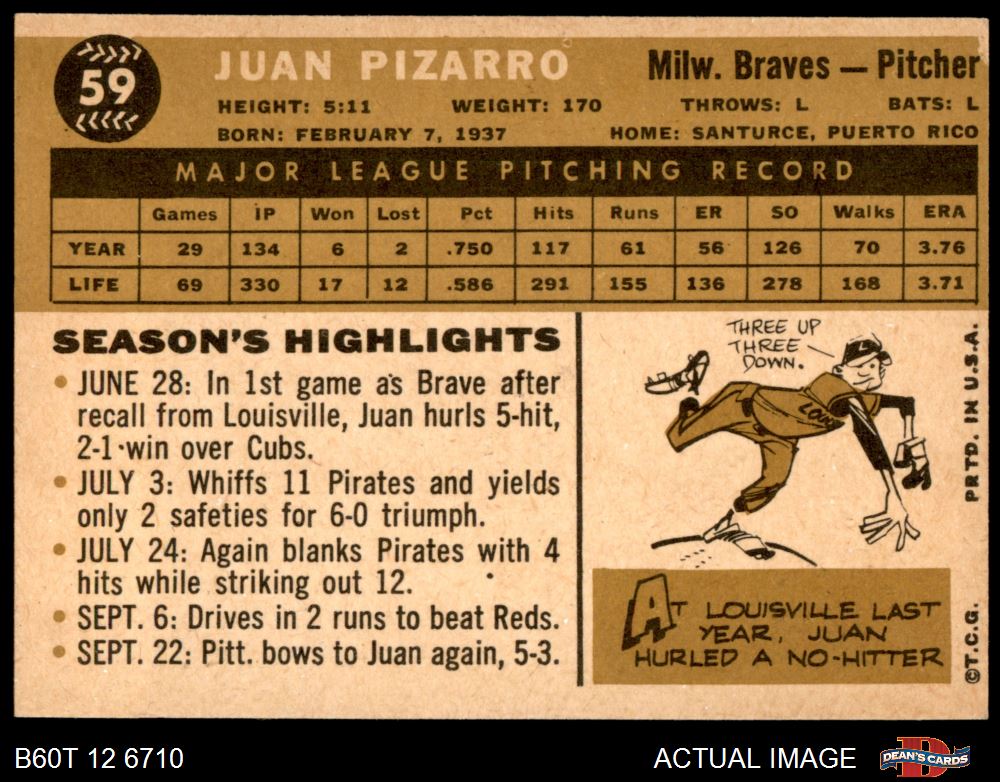 59
JUAN PIZARRO
Milw. Braves — Pitcher
HEIGHT: 5:11 WEIGHT: 170 THROWS: L BATS: L
BORN: FEBRUARY 7, 1937 HOME: SANTURCE, PUERTO RICO
MAJOR LEAGUE PITCHING RECORD
Games IP Won Lost Pct Hits Runs ER SO Walks ERA
YEAR 29 134 6 2 .750 117 61 56 126 70 3.76
LIFE 69 330 17 12 .586 291 155 136 278 168 3.71
SEASON'S HIGHLIGHTS
• JUNE 28: In 1st game as Brave after
recall from Louisville, Juan hurls 5-hit,
2-1 win over Cubs.
• JULY 3: Whiffs 11 Pirates and yields
only 2 safeties for 6-0 triumph.
• JULY 24: Again blanks Pirates with 4
hits while striking out 12.
• SEPT. 6: Drives in 2 runs to beat Reds.
• SEPT. 22: Pitt. bows to Juan again, 5-3.
THREE UP
THREE
DOWN.
L
LOU
AT LOUISVILLE LAST
YEAR, JUAN
HURLED A NO-HITTER
©T.C.G. PRTD. IN U.S.A.
B60T 12 6710
ACTUAL IMAGE
DEAN'S CARDS